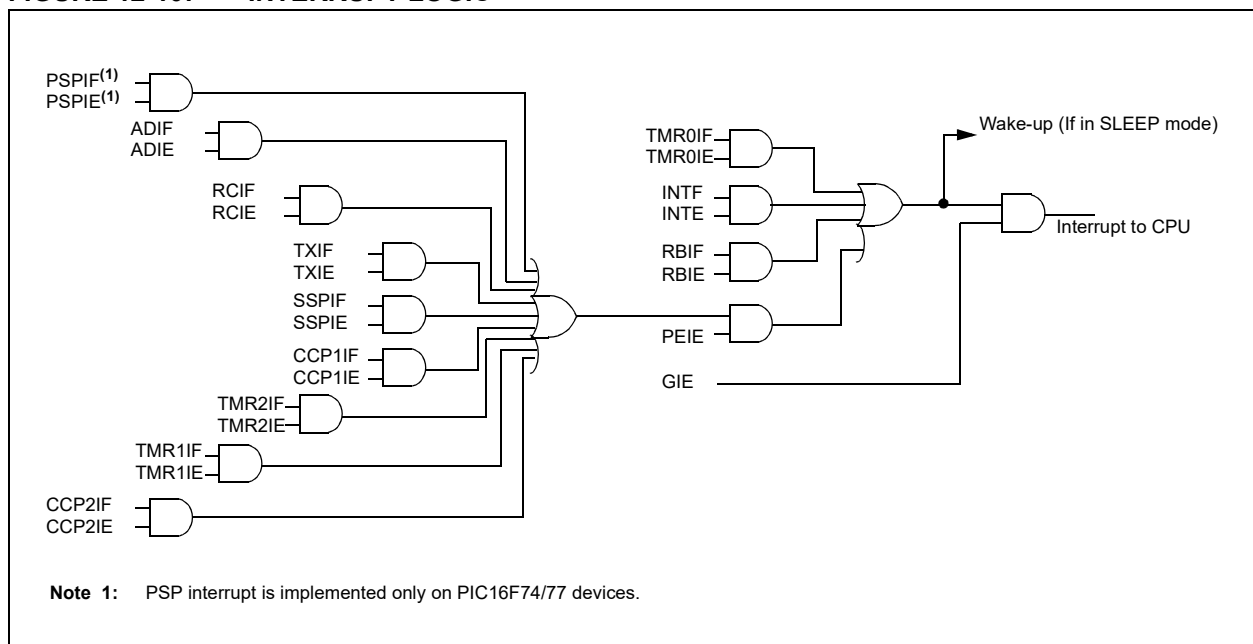 PSPIF(1)
PSPIE(1)
ADIF
ADIE
RCIF
RCIE
TXIF
TXIE
SSPIF
SSPIE
CCP1IF
CCP1IE
TMR2IF
TMR2IE
TMR1IF
TMR1IE
CCP2IF
CCP2IE
TMR0IF
TMR0IE
INTF
INTE
RBIF
RBIE
PEIE
GIE
Wake-up (If in SLEEP mode)
Interrupt to CPU
Note 1: PSP interrupt is implemented only on PIC16F74/77 devices.